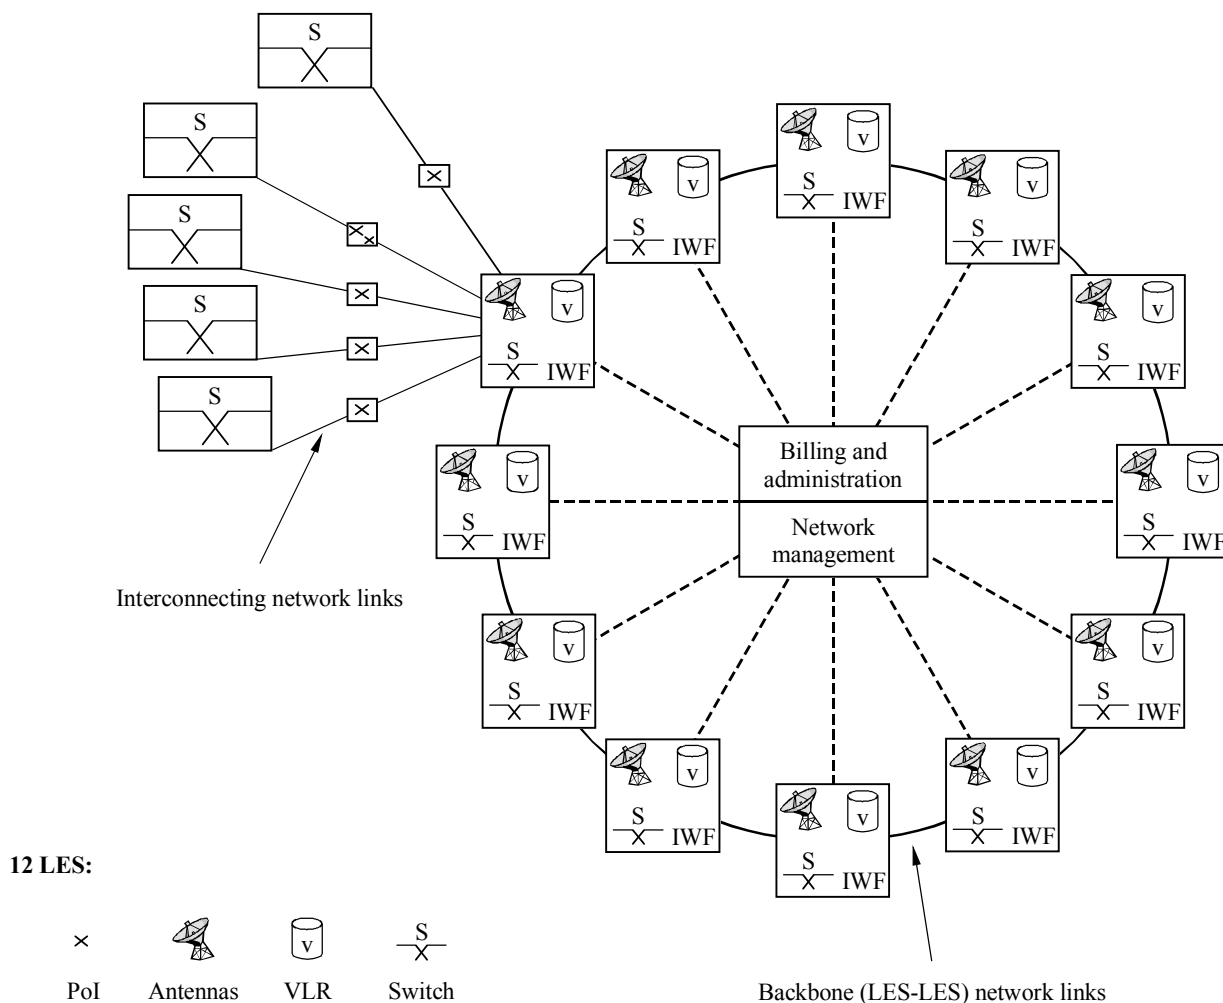 S
S
S
S
S
v
S IWF
v
S IWF
v
S IWF
v
S IWF
v
S IWF
Billing and
administration
v
S IWF
v
S IWF
Network
management
Interconnecting network links
v
S IWF
v
S IWF
v
S IWF
v
S IWF
v
S IWF
12 LES:
v
S
PoI
Antennas
VLR
Switch
Backbone (LES-LES) network links